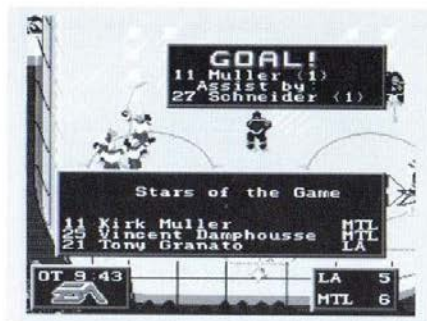 GOAL!
11 Muller (1)
Assist by:
27 Schneider (1)
Stars of the Game
11 Kirk Muller MTL
25 Vincent Damphousse MTL
21 Tony Granato LA
OT 9:43
LA 5
MTL 6